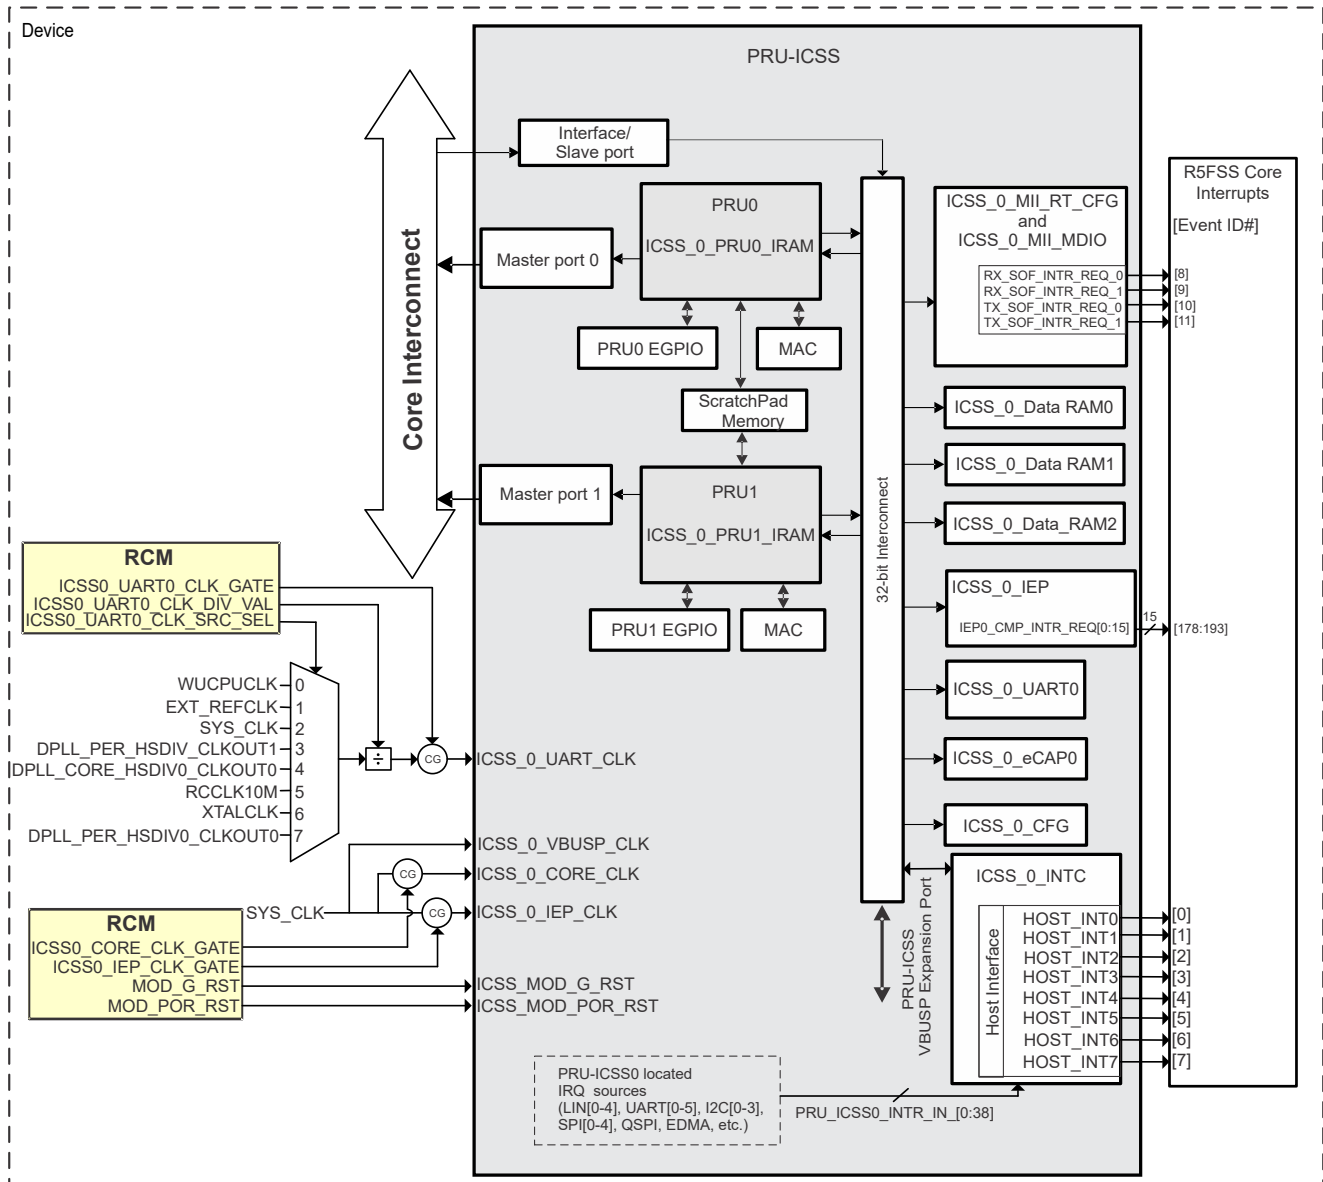 Device
PRU-ICSS
Interface/
Slave port
Core Interconnect
PRU0
ICSS_0_PRU0_IRAM
Master port 0
PRU0 EGPIO
MAC
ScratchPad
Memory
PRU1
ICSS_0_PRU1_IRAM
Master port 1
PRU1 EGPIO
MAC
32-bit Interconnect
ICSS_0_MII_RT_CFG
and
ICSS_0_MII_MDIO
RX_SOF_INTR_REQ_0
RX_SOF_INTR_REQ_1
TX_SOF_INTR_REQ_0
TX_SOF_INTR_REQ_1
R5FSS Core
Interrupts
[Event ID#]
[8]
[9]
[10]
[11]
ICSS_0_Data RAM0
ICSS_0_Data RAM1
ICSS_0_Data_RAM2
ICSS_0_IEP
IEP0_CMP_INTR_REQ[0:15]
15
[178:193]
ICSS_0_UART0
ICSS_0_eCAP0
ICSS_0_CFG
RCM
ICSS0_UART0_CLK_GATE
ICSS0_UART0_CLK_DIV_VAL
ICSS0_UART0_CLK_SRC_SEL
WUCPUCLK 0
EXT_REFCLK 1
SYS_CLK 2
DPLL_PER_HSDIV_CLKOUT1 3
DPLL_CORE_HSDIV0_CLKOUT0 4
RCCLK10M 5
XTALCLK 6
DPLL_PER_HSDIV0_CLKOUT0 7
÷
CG
ICSS_0_UART_CLK
ICSS_0_VBUSP_CLK
CG
ICSS_0_CORE_CLK
SYS_CLK
CG
ICSS_0_IEP_CLK
RCM
ICSS0_CORE_CLK_GATE
ICSS0_IEP_CLK_GATE
MOD_G_RST
MOD_POR_RST
ICSS_MOD_G_RST
ICSS_MOD_POR_RST
PRU-ICSS
VBUSP Expansion Port
ICSS_0_INTC
Host Interface
HOST_INT0
HOST_INT1
HOST_INT2
HOST_INT3
HOST_INT4
HOST_INT5
HOST_INT6
HOST_INT7
[0]
[1]
[2]
[3]
[4]
[5]
[6]
[7]
PRU-ICSS0 located
IRQ sources
(LIN[0-4], UART[0-5], I2C[0-3],
SPI[0-4], QSPI, EDMA, etc.)
PRU_ICSS0_INTR_IN_[0:38]